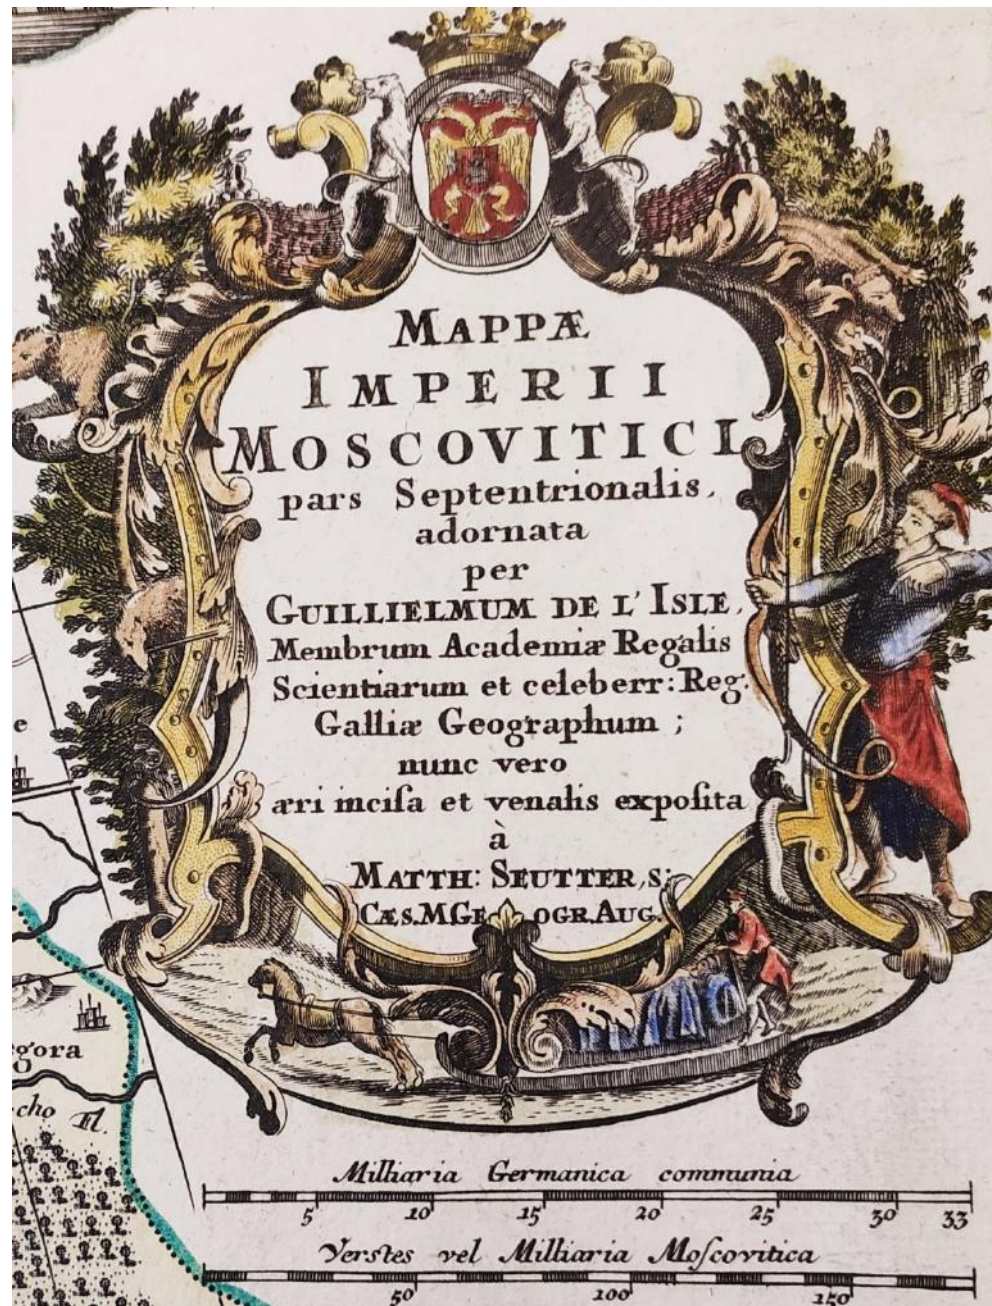 MAPPÆ
IMPERII
MOSCOVITICI
pars Septentrionalis,
adornata
per
GUILLIELMUM DE L' ISLE,
Membrum Academiæ Regalis
Scientiarum et celeberr: Reg.
Galliæ Geographum ;
nunc vero
æri inciſa et venalis expoſita
à
MATTH: SEUTTER, S:
CÆS. M GEOGR. AUG.
e
gora
cho Fl.
Milliaria Germanica communia
5 10 15 20 25 30 33
Verstes vel Milliaria Moſcovitica
50 100 150